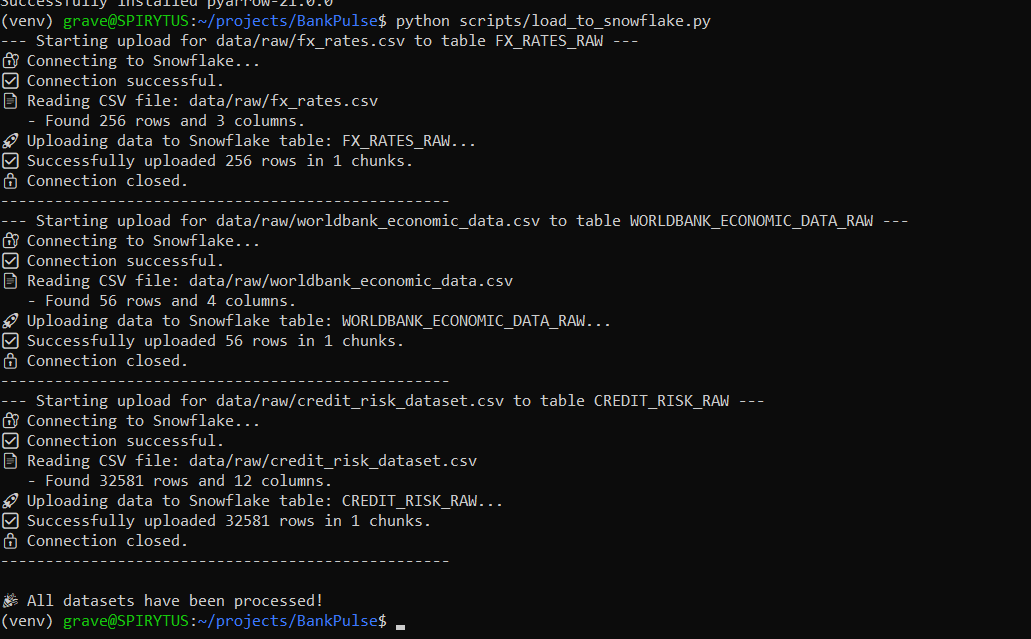 Successfully installed pyarrow-21.0.0
(venv) grave@SPIRYTUS:~/projects/BankPulse$ python scripts/load_to_snowflake.py
--- Starting upload for data/raw/fx_rates.csv to table FX_RATES_RAW ---
🔐 Connecting to Snowflake...
✅ Connection successful.
📄 Reading CSV file: data/raw/fx_rates.csv
   - Found 256 rows and 3 columns.
🚀 Uploading data to Snowflake table: FX_RATES_RAW...
✅ Successfully uploaded 256 rows in 1 chunks.
🔒 Connection closed.
--------------------------------------------------
--- Starting upload for data/raw/worldbank_economic_data.csv to table WORLDBANK_ECONOMIC_DATA_RAW ---
🔐 Connecting to Snowflake...
✅ Connection successful.
📄 Reading CSV file: data/raw/worldbank_economic_data.csv
   - Found 56 rows and 4 columns.
🚀 Uploading data to Snowflake table: WORLDBANK_ECONOMIC_DATA_RAW...
✅ Successfully uploaded 56 rows in 1 chunks.
🔒 Connection closed.
--------------------------------------------------
--- Starting upload for data/raw/credit_risk_dataset.csv to table CREDIT_RISK_RAW ---
🔐 Connecting to Snowflake...
✅ Connection successful.
📄 Reading CSV file: data/raw/credit_risk_dataset.csv
   - Found 32581 rows and 12 columns.
🚀 Uploading data to Snowflake table: CREDIT_RISK_RAW...
✅ Successfully uploaded 32581 rows in 1 chunks.
🔒 Connection closed.
--------------------------------------------------
🎉 All datasets have been processed!
(venv) grave@SPIRYTUS:~/projects/BankPulse$